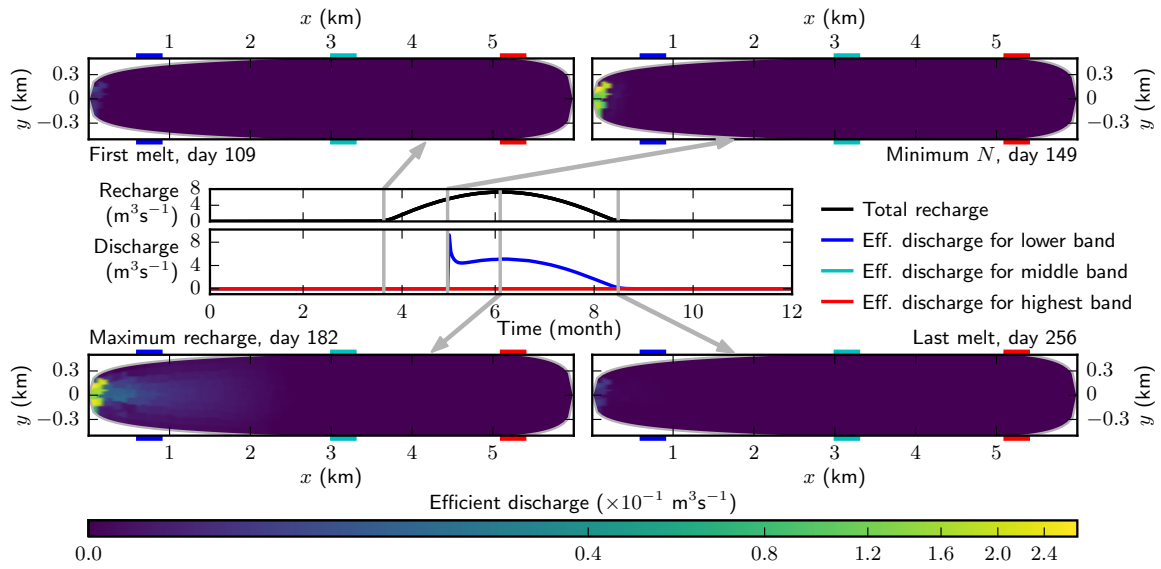 x (km) x (km)
1 2 3 4 5 1 2 3 4 5
y (km) 0.3 0 −0.3 0.3 0 −0.3 y (km)
First melt, day 109 Minimum N, day 149
Recharge (m³s⁻¹) 8 4 0
Discharge (m³s⁻¹) 8 4 0
Total recharge
Eff. discharge for lower band
Eff. discharge for middle band
Eff. discharge for highest band
0 2 4 6 8 10 12
Time (month)
Maximum recharge, day 182 Last melt, day 256
y (km) 0.3 0 −0.3 0.3 0 −0.3 y (km)
1 2 3 4 5 1 2 3 4 5
x (km) x (km)
Efficient discharge (×10⁻¹ m³s⁻¹)
0.0 0.4 0.8 1.2 1.6 2.0 2.4